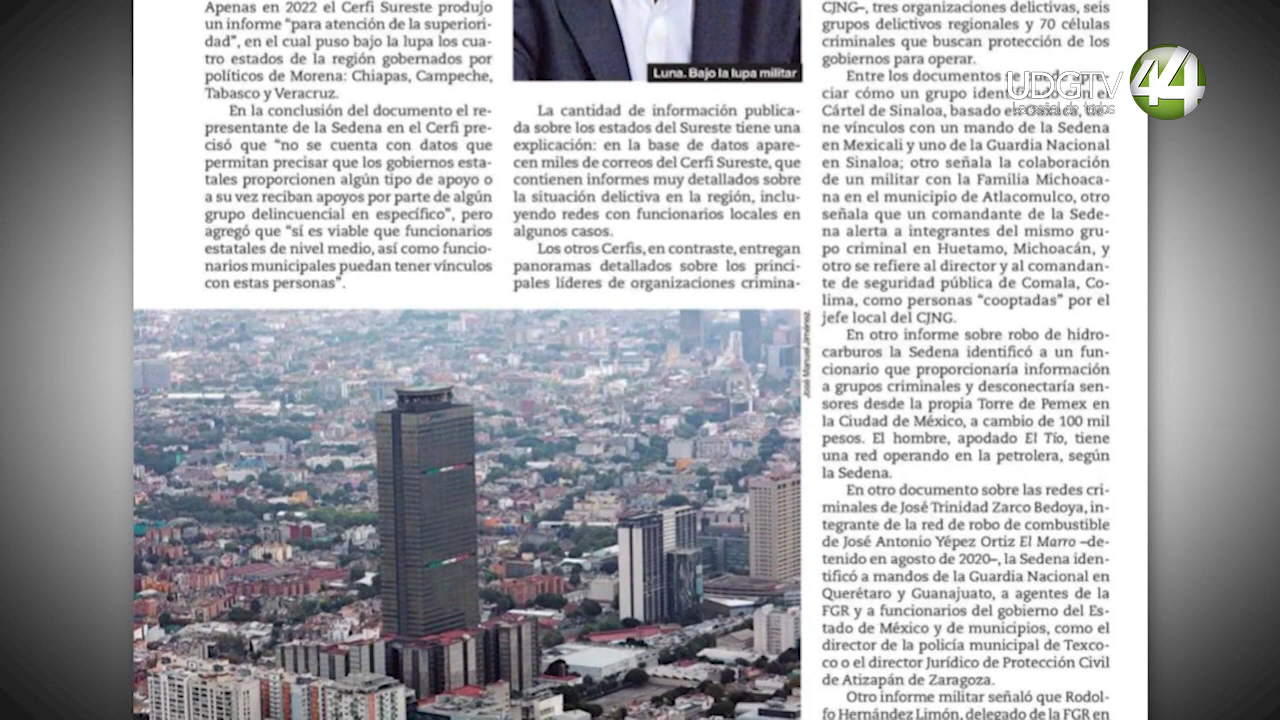 Apenas en 2022 el Cerfi Sureste produjo
un informe “para atención de la superiori-
dad”, en el cual puso bajo la lupa los cua-
tro estados de la región gobernados por
políticos de Morena: Chiapas, Campeche,
Tabasco y Veracruz.
En la conclusión del documento el re-
presentante de la Sedena en el Cerfi pre-
cisó que “no se cuenta con datos que
permitan precisar que los gobiernos esta-
tales proporcionen algún tipo de apoyo o
a su vez reciban apoyos por parte de algún
grupo delincuencial en específico”, pero
agregó que “sí es viable que funcionarios
estatales de nivel medio, así como funcio-
narios municipales puedan tener vínculos
con estas personas”.
Luna. Bajo la lupa militar
La cantidad de información publica-
da sobre los estados del Sureste tiene una
explicación: en la base de datos apare-
cen miles de correos del Cerfi Sureste, que
contienen informes muy detallados sobre
la situación delictiva en la región, inclu-
yendo redes con funcionarios locales en
algunos casos.
Los otros Cerfis, en contraste, entregan
panoramas detallados sobre los princi-
pales líderes de organizaciones crimina-
José Manuel Jiménez
CJNG–, tres organizaciones delictivas, seis
grupos delictivos regionales y 70 células
criminales que buscan protección de los
gobiernos para operar.
Entre los documentos
ciar cómo un grupo el
Cártel de Sinaloa, basado
ne vínculos con un mando de la Sedena
en Mexicali y uno de la Guardia Nacional
en Sinaloa; otro señala la colaboración
de un militar con la Familia Michoaca-
na en el municipio de Atlacomulco, otro
señala que un comandante de la Sede-
na alerta a integrantes del mismo gru-
po criminal en Huetamo, Michoacán, y
otro se refiere al director y al comandan-
te de seguridad pública de Comala, Co-
lima, como personas “cooptadas” por el
jefe local del CJNG.
En otro informe sobre robo de hidro-
carburos la Sedena identificó a un fun-
cionario que proporcionaría información
a grupos criminales y desconectaría sen-
sores desde la propia Torre de Pemex en
la Ciudad de México, a cambio de 100 mil
pesos. El hombre, apodado El Tío, tiene
una red operando en la petrolera, según
la Sedena.
En otro documento sobre las redes cri-
minales de José Trinidad Zarco Bedoya, in-
tegrante de la red de robo de combustible
de José Antonio Yépez Ortiz El Marro –de-
tenido en agosto de 2020–, la Sedena iden-
tificó a mandos de la Guardia Nacional en
Querétaro y Guanajuato, a agentes de la
FGR y a funcionarios del gobierno del Es-
tado de México y de municipios, como el
director de la policía municipal de Texco-
co o el director Jurídico de Protección Civil
de Atizapán de Zaragoza.
Otro informe militar señaló que Rodol-
fo Hernández Limón, delegado de la FGR en
UDGTV 44